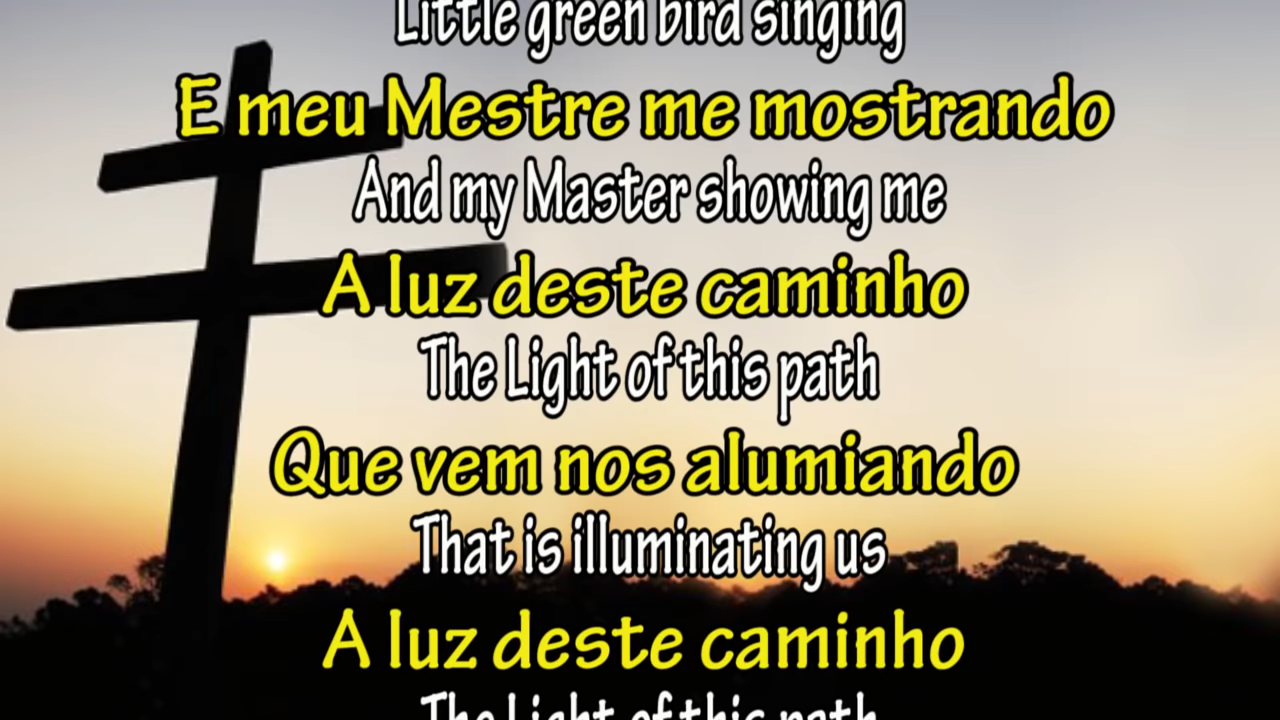 Little green bird singing
E meu Mestre me mostrando
And my Master showing me
A luz deste caminho
The Light of this path
Que vem nos alumiando
That is illuminating us
A luz deste caminho
The Light of this path